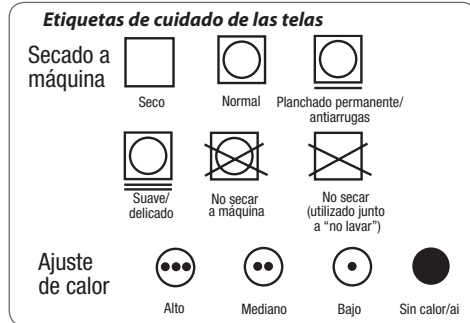 Etiquetas de cuidado de las telas
Secado a
máquina
Seco
Normal
Planchado permanente/
antiarrugas
Suave/
delicado
No secar
a máquina
No secar
(utilizado junto
a "no lavar")
Ajuste
de calor
Alto
Mediano
Bajo
Sin calor/ai